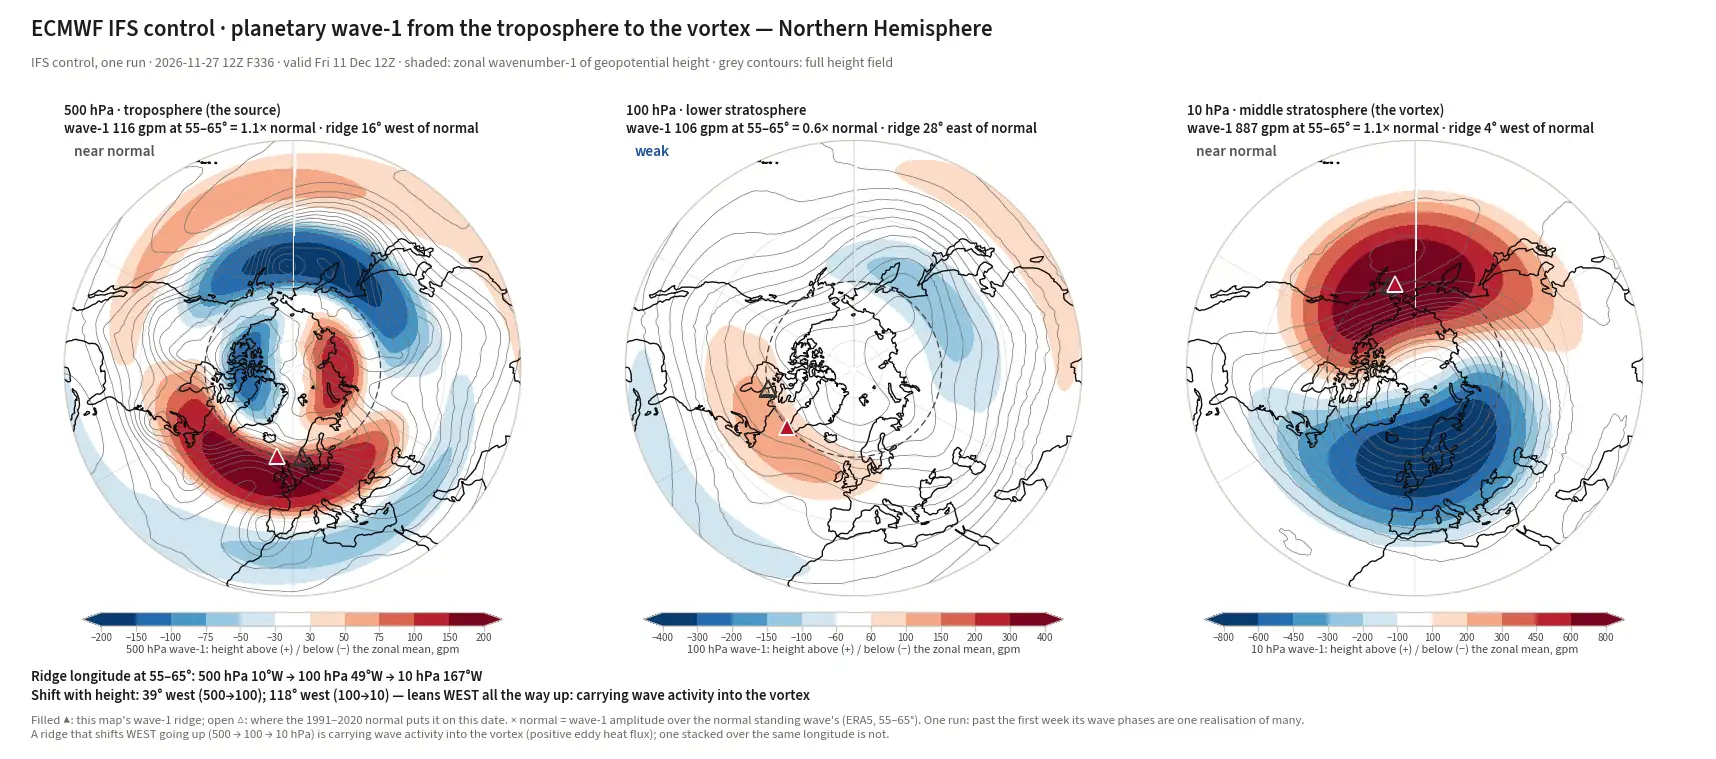 ECMWF IFS control · planetary wave-1 from the troposphere to the vortex — Northern Hemisphere
IFS control, one run · 2026-11-27 12Z F336 · valid Fri 11 Dec 12Z · shaded: zonal wavenumber-1 of geopotential height · grey contours: full height field
500 hPa · troposphere (the source)
wave-1 116 gpm at 55–65° = 1.1× normal · ridge 16° west of normal
near normal
100 hPa · lower stratosphere
wave-1 106 gpm at 55–65° = 0.6× normal · ridge 28° east of normal
weak
10 hPa · middle stratosphere (the vortex)
wave-1 887 gpm at 55–65° = 1.1× normal · ridge 4° west of normal
near normal
−200 −150 −100 −75 −50 −30 30 50 75 100 150 200
500 hPa wave-1: height above (+) / below (−) the zonal mean, gpm
−400 −300 −200 −150 −100 −60 60 100 150 200 300 400
100 hPa wave-1: height above (+) / below (−) the zonal mean, gpm
−800 −600 −450 −300 −200 −100 100 200 300 450 600 800
10 hPa wave-1: height above (+) / below (−) the zonal mean, gpm
Ridge longitude at 55–65°: 500 hPa 10°W → 100 hPa 49°W → 10 hPa 167°W
Shift with height: 39° west (500→100); 118° west (100→10) — leans WEST all the way up: carrying wave activity into the vortex
Filled ▲: this map's wave-1 ridge; open △: where the 1991–2020 normal puts it on this date. × normal = wave-1 amplitude over the normal standing wave's (ERA5, 55–65°). One run: past the first week its wave phases are one realisation of many.
A ridge that shifts WEST going up (500 → 100 → 10 hPa) is carrying wave activity into the vortex (positive eddy heat flux); one stacked over the same longitude is not.